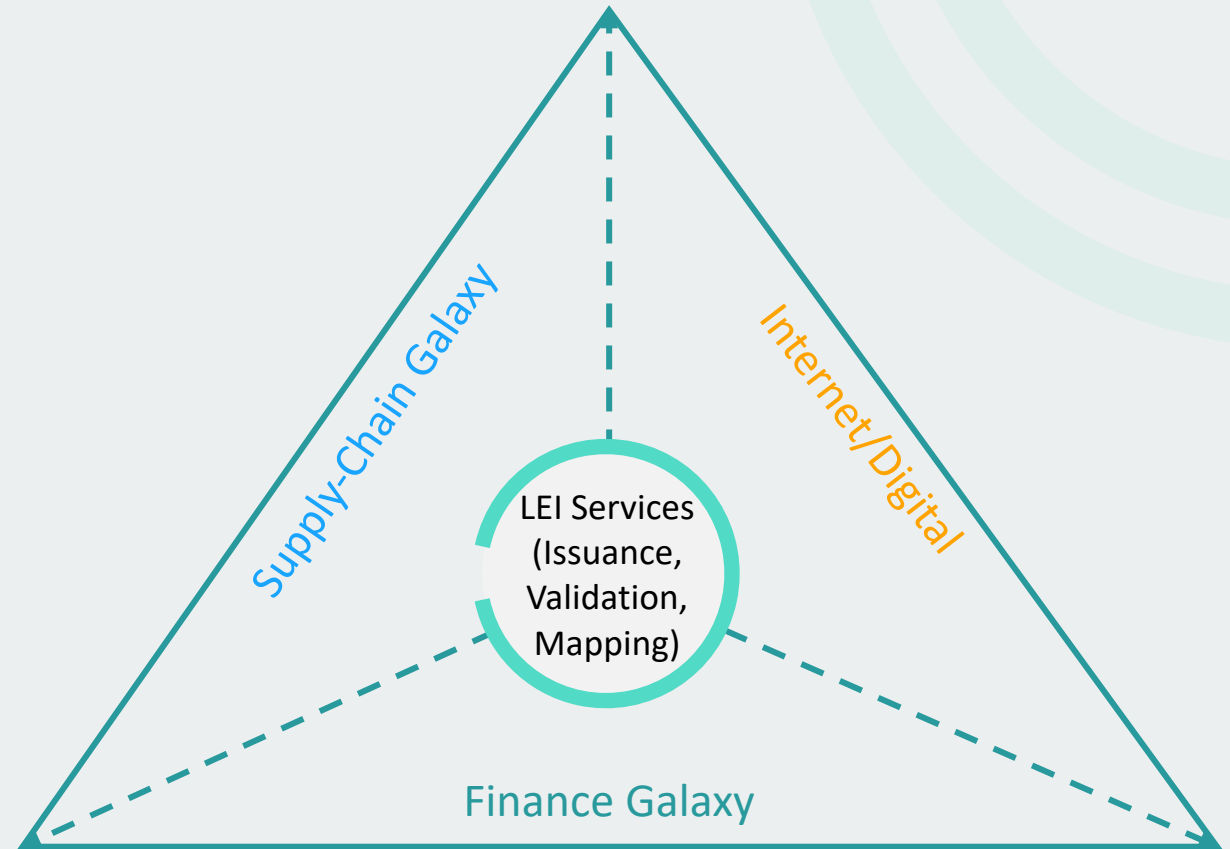 Supply-Chain Galaxy
Internet/Digital
LEI Services
(Issuance,
Validation,
Mapping)
Finance Galaxy